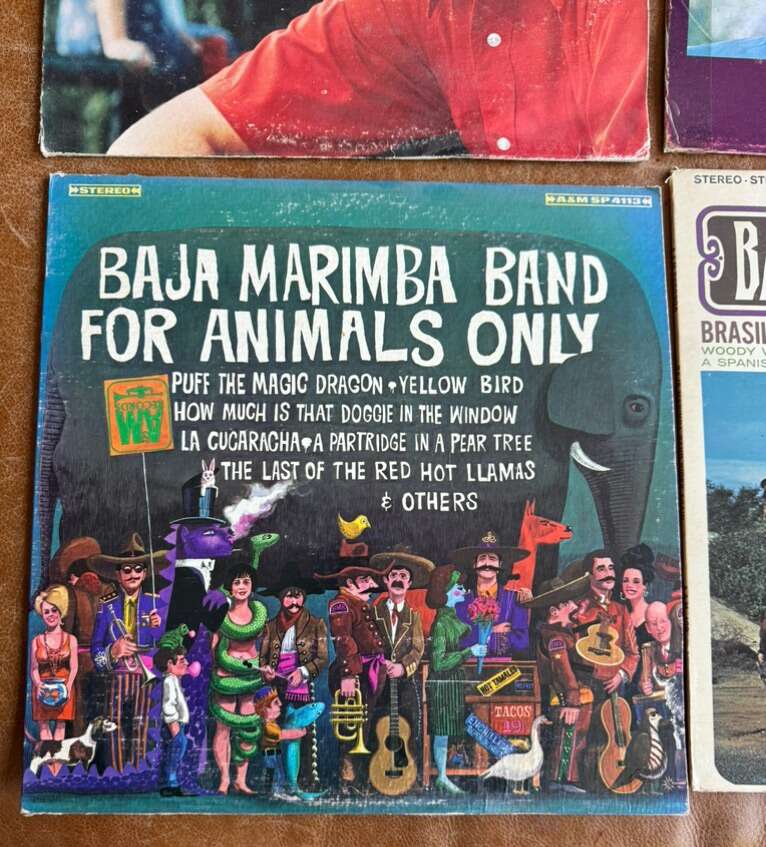 STEREO
A&M SP 4113
BAJA MARIMBA BAND
FOR ANIMALS ONLY
PUFF THE MAGIC DRAGON • YELLOW BIRD
HOW MUCH IS THAT DOGGIE IN THE WINDOW
LA CUCARACHA • A PARTRIDGE IN A PEAR TREE
THE LAST OF THE RED HOT LLAMAS
& OTHERS
A&M
RECORDS
HOT TAMALES
TACOS
19
STEREO • ST
BA
BRASIL
WOODY
A SPANIS